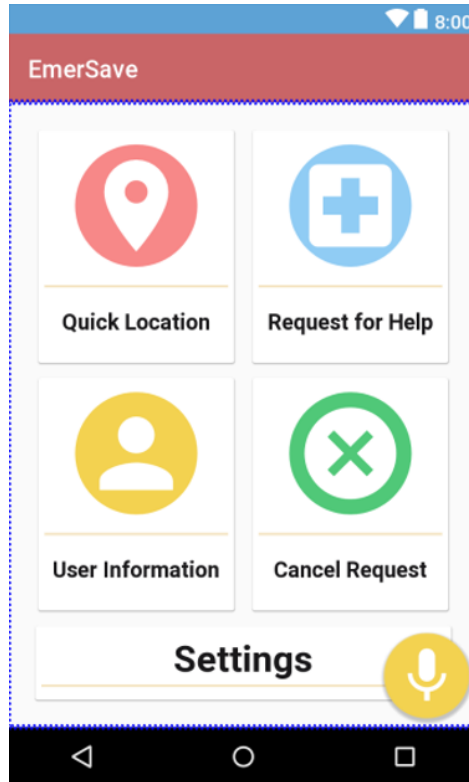 8:00
EmerSave
Quick Location
Request for Help
User Information
Cancel Request
Settings